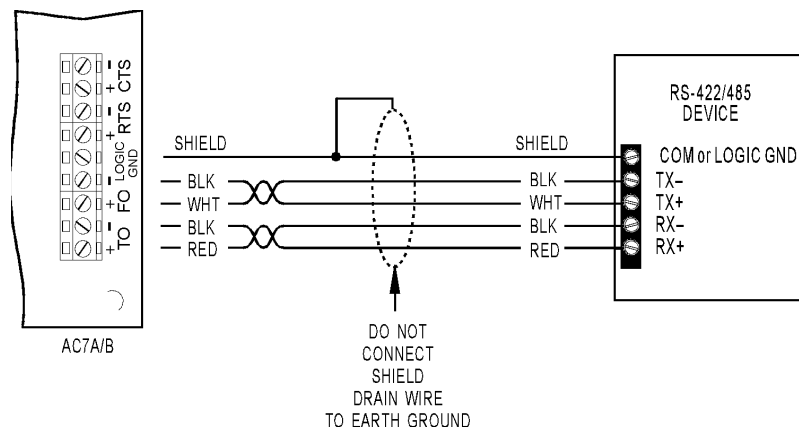 - CTS
+
- RTS
+
LOGIC
GND
- FO
+
- TO
+
AC7A/B
SHIELD
BLK
WHT
BLK
RED
SHIELD
BLK
WHT
BLK
RED
DO NOT
CONNECT
SHIELD
DRAIN WIRE
TO EARTH GROUND
RS-422/485
DEVICE
COM or LOGIC GND
TX–
TX+
RX–
RX+